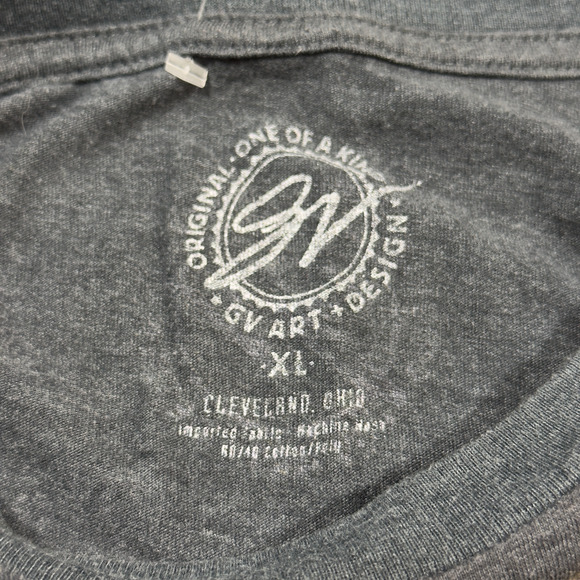 ORIGINAL · ONE OF A KIND ·
GV
· GV ART + DESIGN ·
· XL ·
CLEVELAND, OHIO
Imported Fabric · Machine Wash
60/40 Cotton/Poly